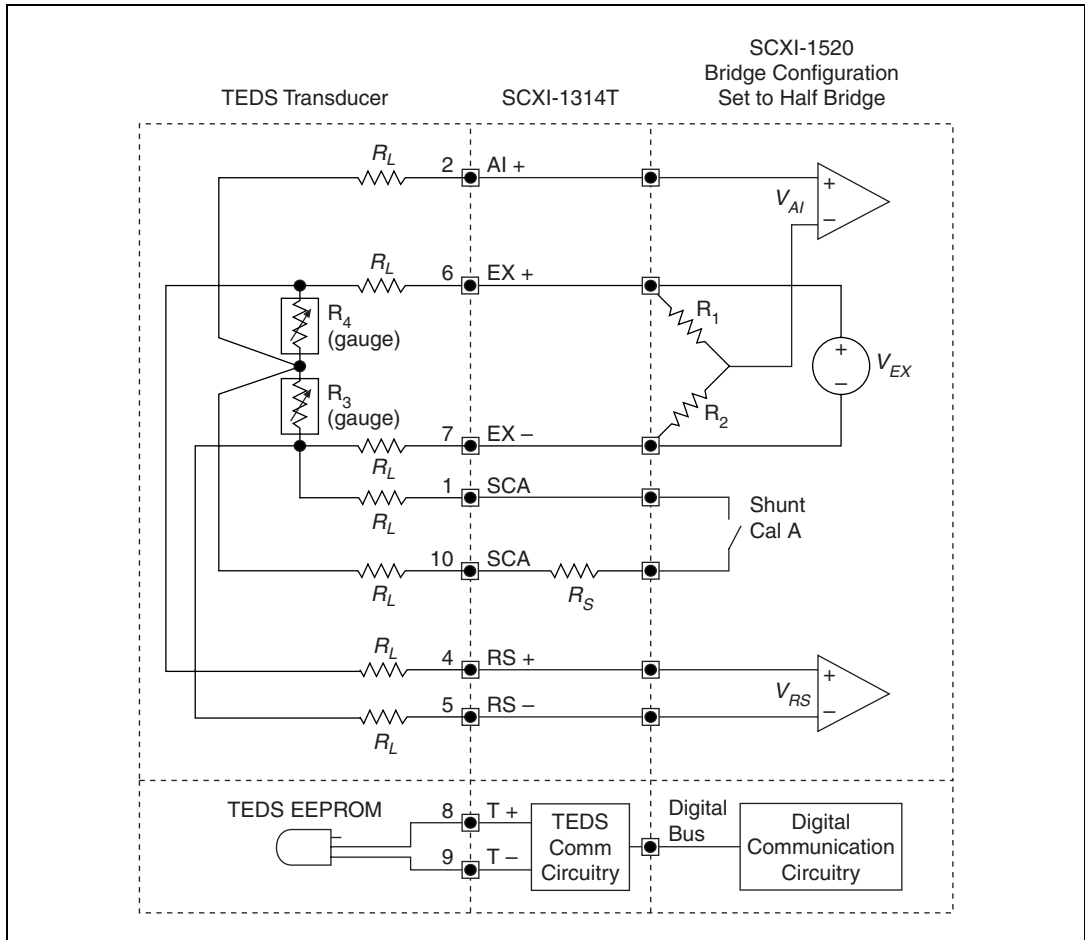 SCXI-1520
Bridge Configuration
Set to Half Bridge
TEDS Transducer
SCXI-1314T
R_L
2
AI +
+
V_AI
–
R_L
6
EX +
R_4
(gauge)
R_1
+
V_EX
–
R_3
(gauge)
R_2
7
EX –
R_L
1
SCA
R_L
Shunt
Cal A
10
SCA
R_L
R_S
R_L
4
RS +
+
V_RS
5
RS –
–
R_L
TEDS EEPROM
8
T +
TEDS
Comm
Circuitry
Digital
Bus
Digital
Communication
Circuitry
9
T –